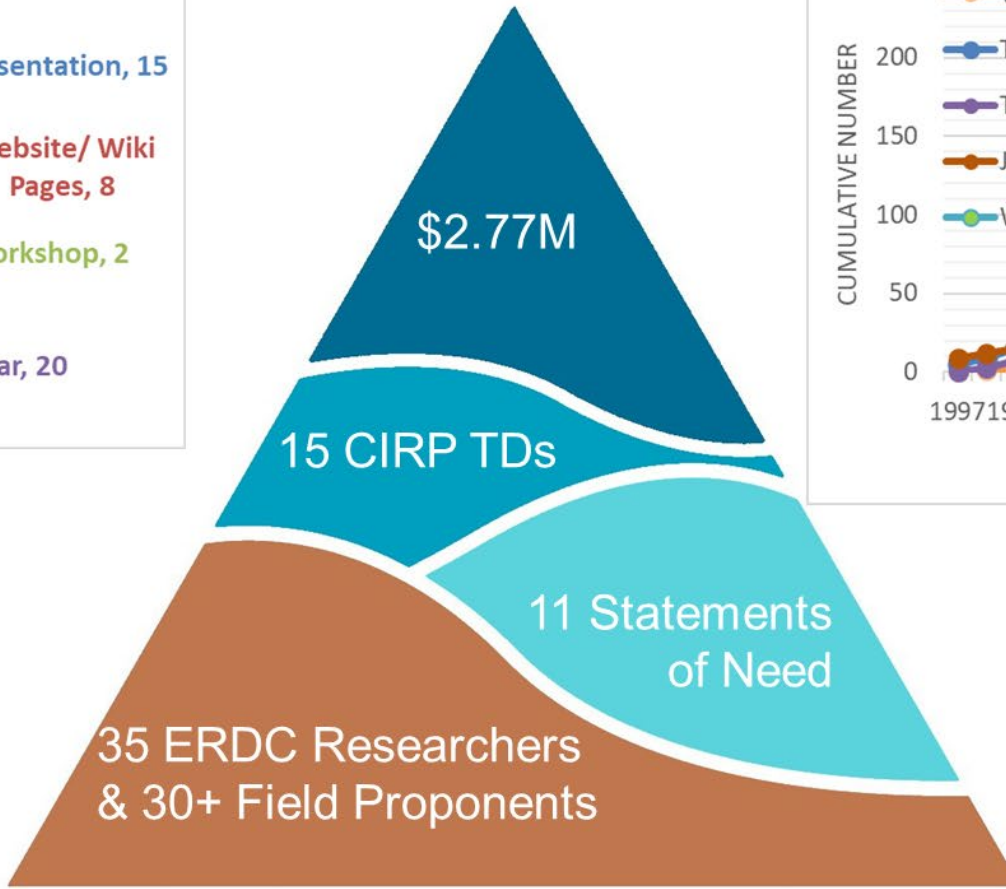 sentation, 15
ebsite/ Wiki
Pages, 8
orkshop, 2
ar, 20
$2.77M
15 CIRP TDs
11 Statements
of Need
35 ERDC Researchers
& 30+ Field Proponents
CUMULATIVE NUMBER
200
150
100
50
0
T
T
J
V
199719